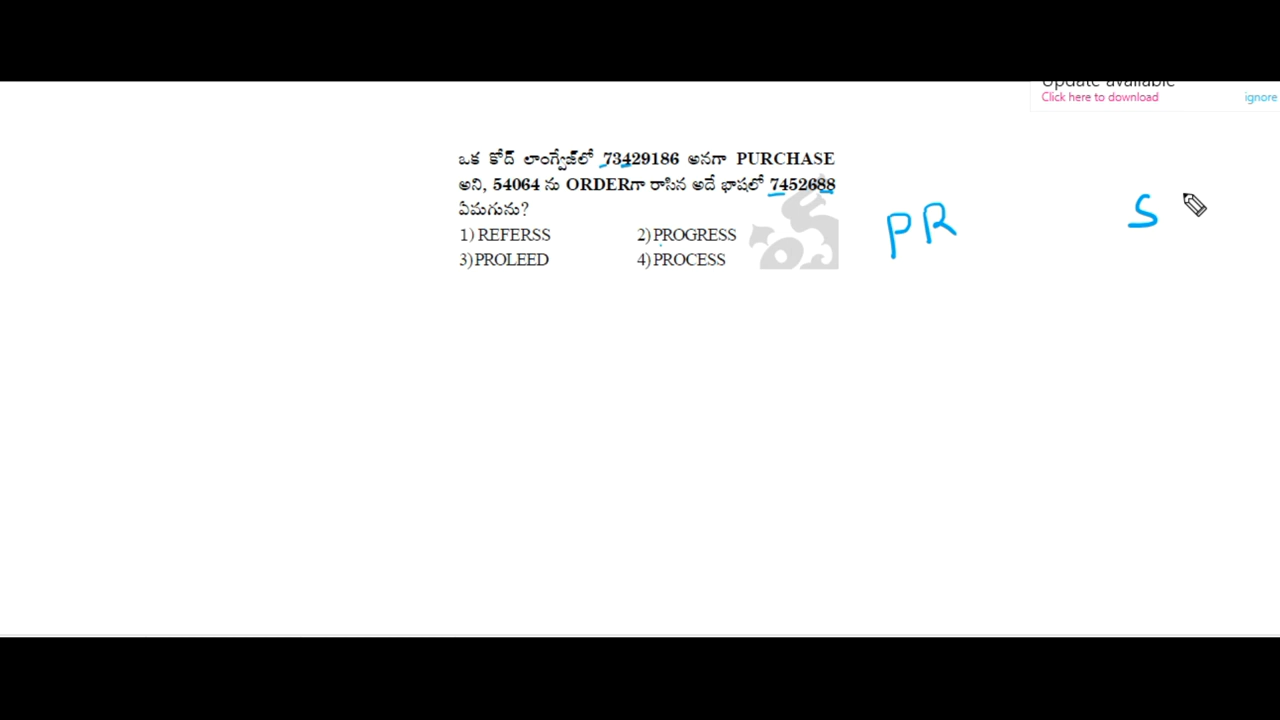 Update available
Click here to download ignore
ఒక కోడ్ లాంగ్వేజ్‌లో 73429186 అనగా PURCHASE
అని, 54064 ను ORDERగా రాసిన అదే భాషలో 7452688
ఏమగును?
1) REFERSS 2) PROGRESS
3) PROLEED 4) PROCESS
PR S